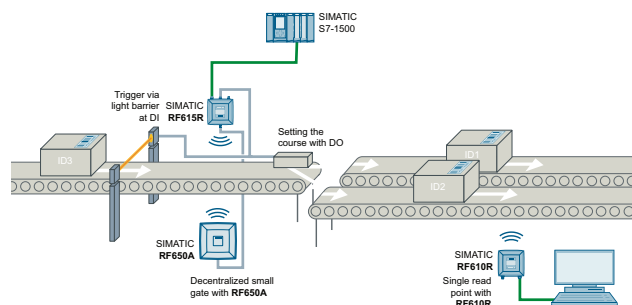 SIMATIC
S7-1500
Trigger via
light barrier
at DI
SIMATIC
RF615R
Setting the
course with DO
ID3
ID1
ID2
SIMATIC
RF650A
Decentralized small
gate with RF650A
SIMATIC
RF610R
Single read
point with
RF610R